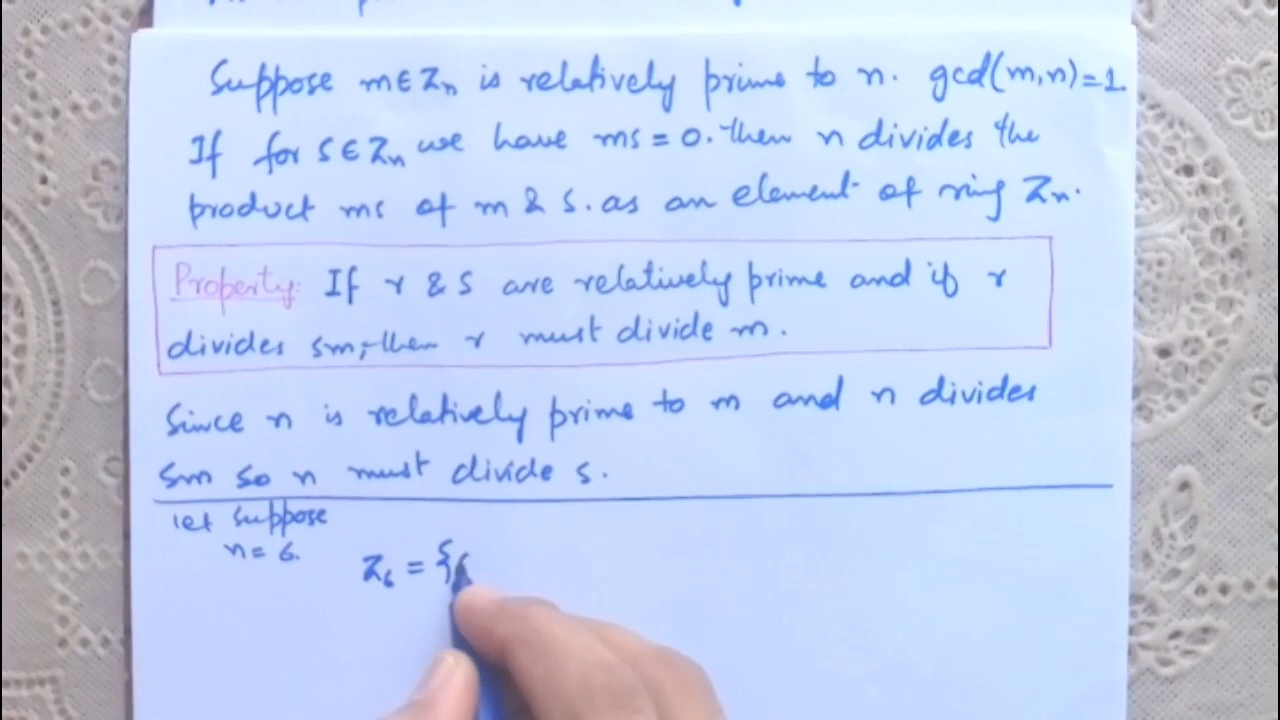 Suppose m ∈ Zn is relatively prime to n. gcd(m,n)=1.
If for s ∈ Zn we have ms = 0. then n divides the
product ms of m & s. as an element of ring Zn.
Property: If r & s are relatively prime and if r
divides sm, then r must divide m.
Since n is relatively prime to m and n divides
sm so n must divide s.
let suppose
n = 6.
Z6 = {